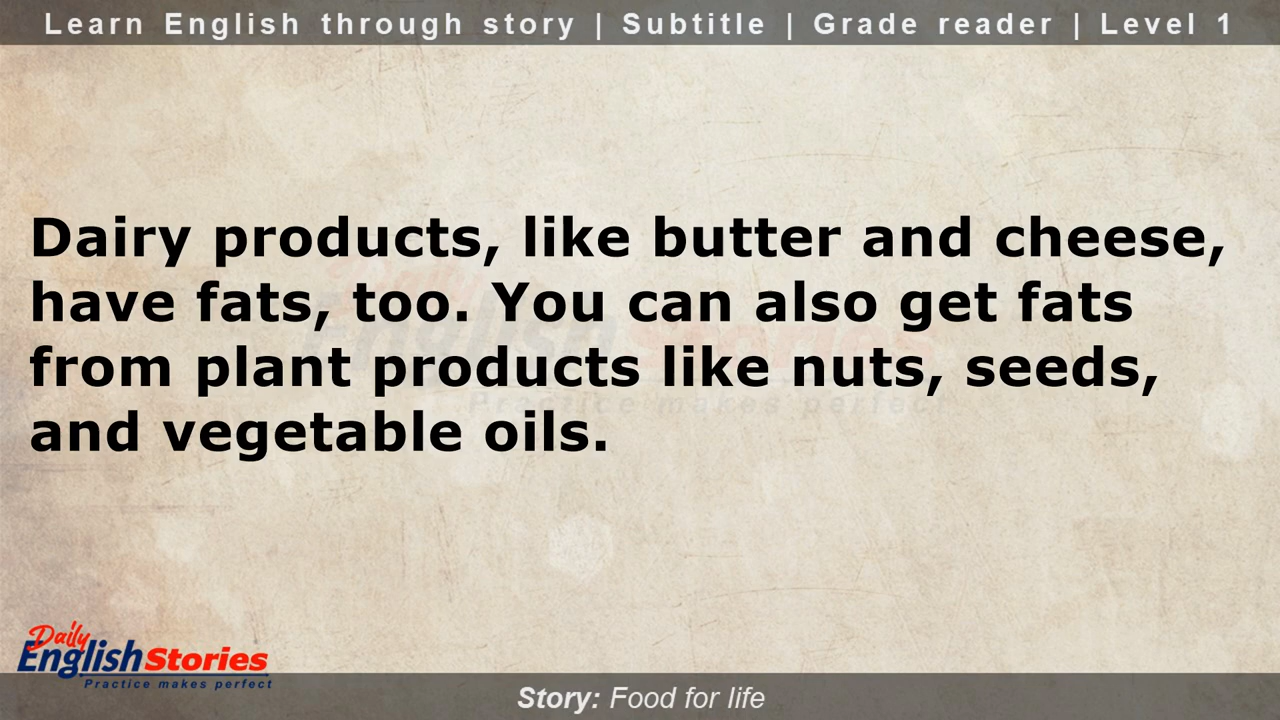 Learn English through story | Subtitle | Grade reader | Level 1
Dairy products, like butter and cheese,
have fats, too. You can also get fats
from plant products like nuts, seeds,
and vegetable oils.
Daily
English Stories
Practice makes perfect
Story: Food for life